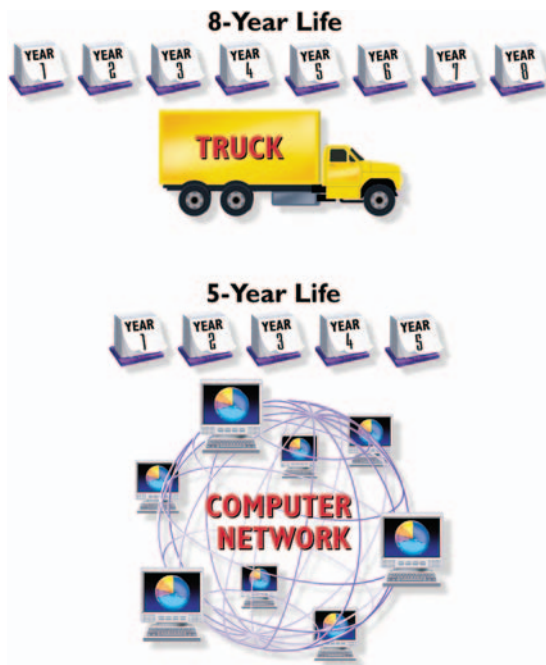 8-Year Life
YEAR 1 YEAR 2 YEAR 3 YEAR 4 YEAR 5 YEAR 6 YEAR 7 YEAR 8
TRUCK
5-Year Life
YEAR 1 YEAR 2 YEAR 3 YEAR 4 YEAR 5
COMPUTER
NETWORK